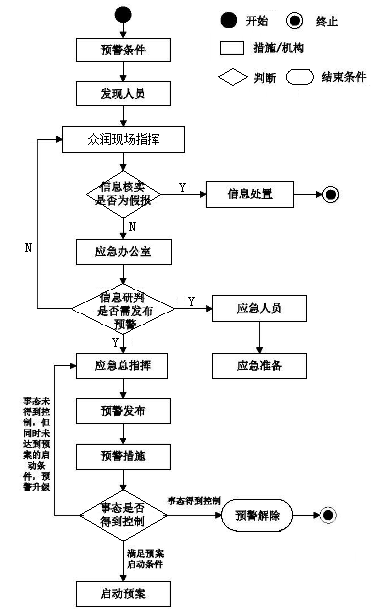 开始
终止
措施/机构
判断
结束条件
预警条件
发现人员
众润现场指挥
信息核实
是否为假报
Y
信息处置
N
N
应急办公室
信息研判
是否需发布
预警
Y
应急人员
Y
应急总指挥
应急准备
预警发布
预警措施
事态未
得到控
制，但
同时未
达到预
案的启
动条
件，预
警升级
事态是否
得到控制
事态得到控制
预警解除
满足预案
启动条件
启动预案